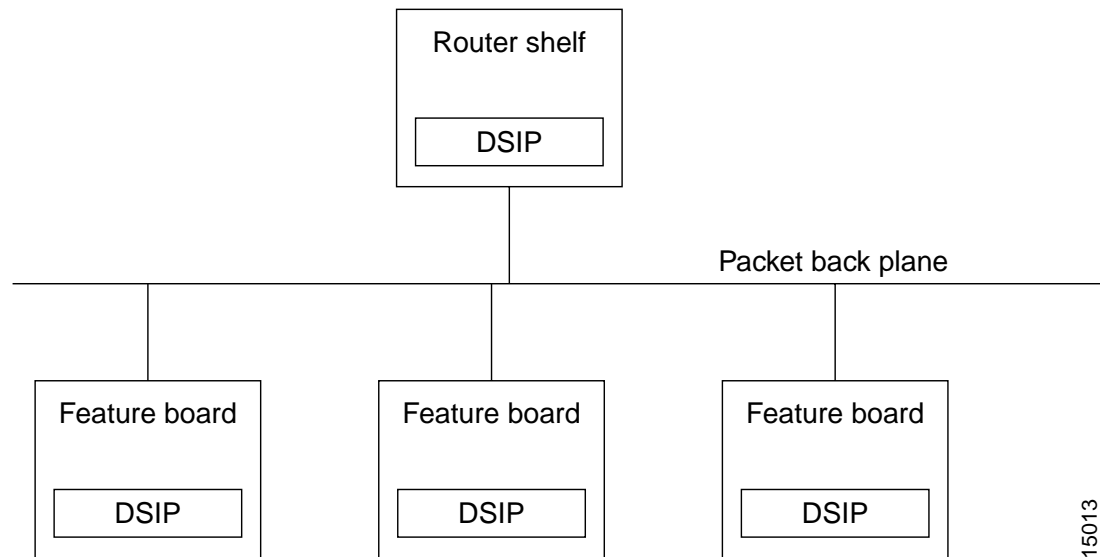 Router shelf
DSIP
Packet back plane
Feature board
Feature board
Feature board
DSIP
DSIP
DSIP
15013